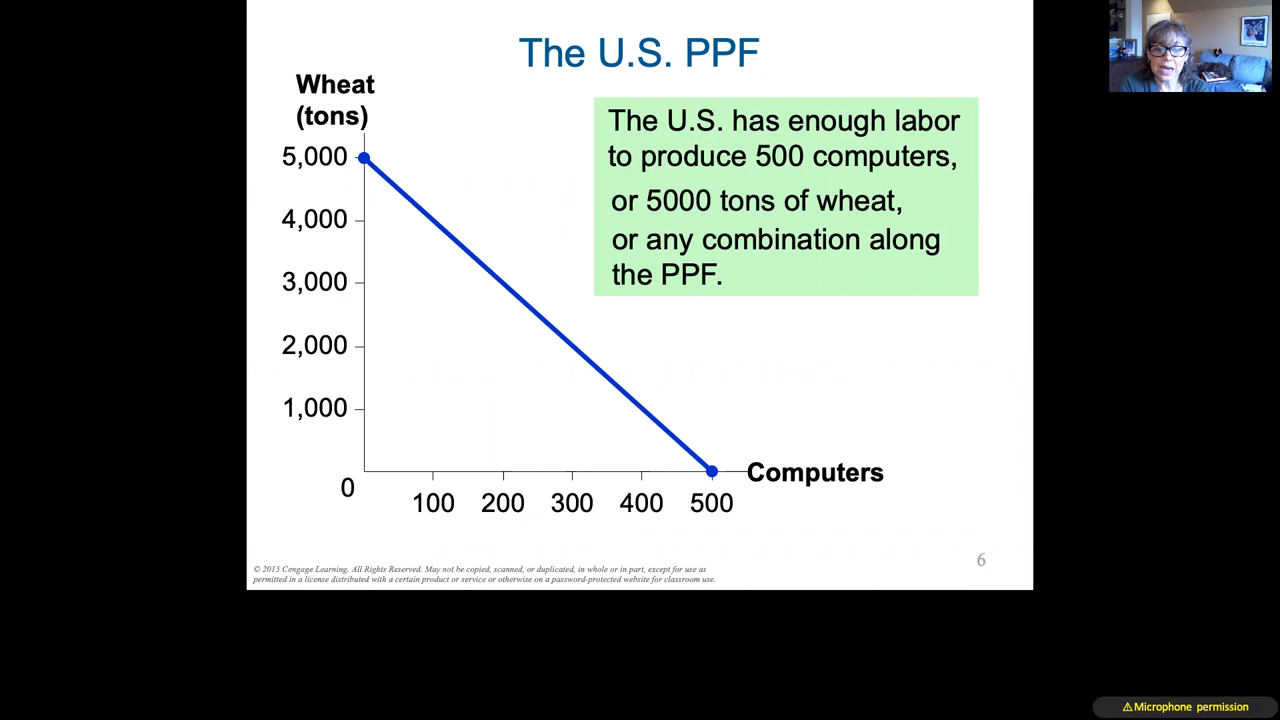 The U.S. PPF
Wheat
(tons)
5,000
4,000
3,000
2,000
1,000
0
100 200 300 400 500
Computers
The U.S. has enough labor
to produce 500 computers,
or 5000 tons of wheat,
or any combination along
the PPF.
© 2015 Cengage Learning. All Rights Reserved. May not be copied, scanned, or duplicated, in whole or in part, except for use as
permitted in a license distributed with a certain product or service or otherwise on a password-protected website for classroom use.
6
⚠Microphone permission